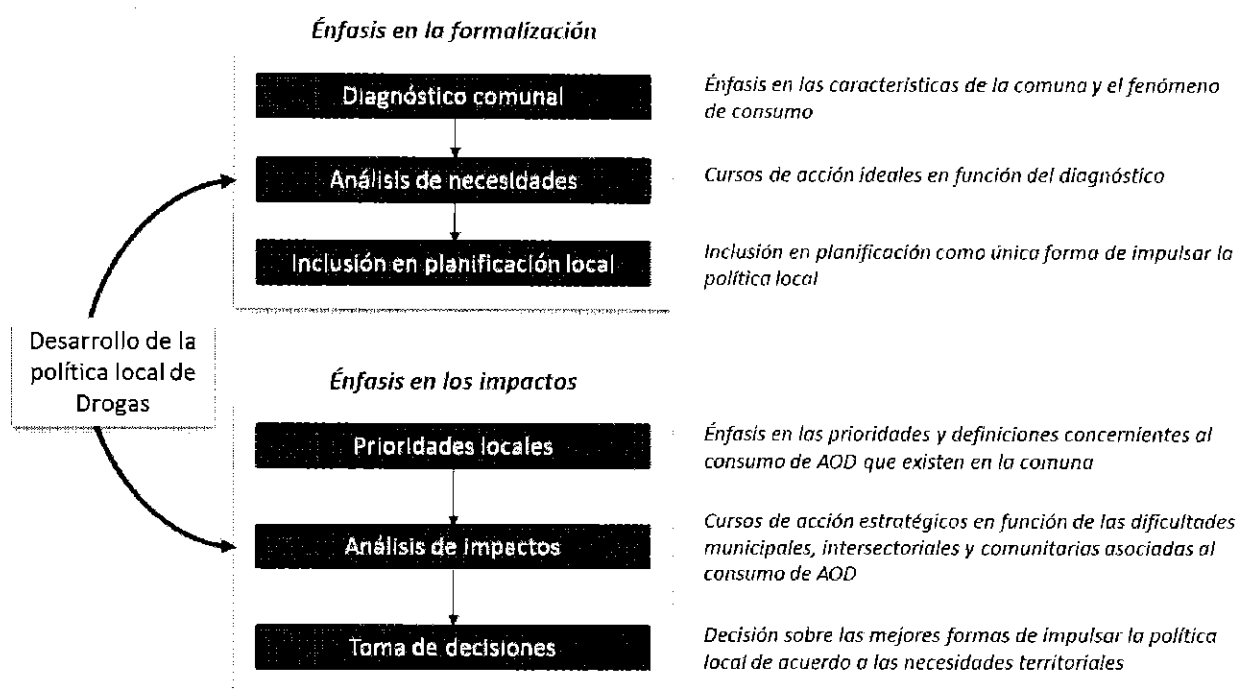 Énfasis en la formalización
Diagnóstico comunal
Énfasis en las características de la comuna y el fenómeno
de consumo
Análisis de necesidades
Cursos de acción ideales en función del diagnóstico
Inclusión en planificación local
Inclusión en planificación como única forma de impulsar la
política local
Desarrollo de la
política local de
Drogas
Énfasis en los impactos
Prioridades locales
Énfasis en las prioridades y definiciones concernientes al
consumo de AOD que existen en la comuna
Análisis de impactos
Cursos de acción estratégicos en función de las dificultades
municipales, intersectoriales y comunitarias asociadas al
consumo de AOD
Toma de decisiones
Decisión sobre las mejores formas de impulsar la política
local de acuerdo a las necesidades territoriales